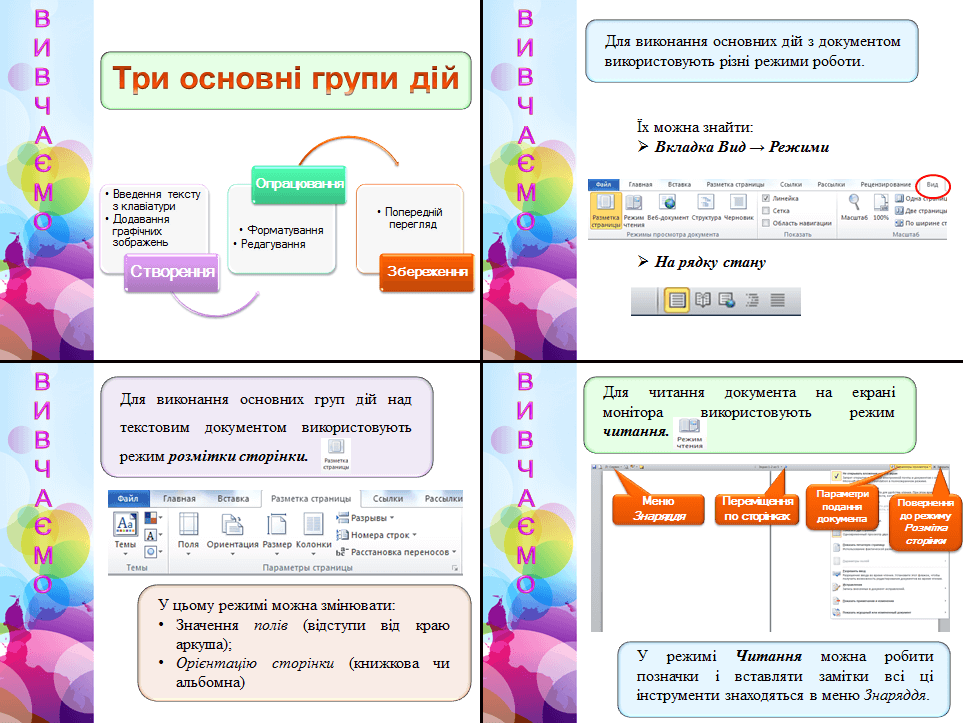 ВИВЧАЄМО
Три основні групи дій
• Введення тексту
з клавіатури
• Додавання
графічних
зображень
Створення
Опрацювання
• Форматування
• Редагування
• Попередній
перегляд
Збереження
ВИВЧАЄМО
Для виконання основних дій з документом
використовують різні режими роботи.
Їх можна знайти:
➢ Вкладка Вид → Режими
Файл Главная Вставка Разметка страницы Ссылки Рассылки Рецензирование Вид
Разметка
страницы
Режим
чтения
Веб-документ Структура Черновик
Режимы просмотра документа
Линейка
Сетка
Область навигации
Показать
Масштаб 100%
Одна страниц
Две страницы
По ширине ст
Масштаб
➢ На рядку стану
ВИВЧАЄМО
Для виконання основних груп дій над
текстовим документом використовують
режим розмітки сторінки.
Разметка
страницы
Файл Главная Вставка Разметка страницы Ссылки Рассылки
Темы
Темы
Поля Ориентация Размер Колонки
Разрывы
Номера строк
Расстановка переносов
Параметры страницы
У цьому режимі можна змінювати:
• Значення полів (відступи від краю
аркуша);
• Орієнтацію сторінки (книжкова чи
альбомна)
ВИВЧАЄМО
Для читання документа на екрані
монітора використовують режим
читання.
Режим
чтения
Меню
Знаряддя
Переміщення
по сторінках
Параметри
подання
документа
Повернення
до режиму
Розмітка
сторінки
У режимі Читання можна робити
позначки і вставляти замітки всі ці
інструменти знаходяться в меню Знаряддя.